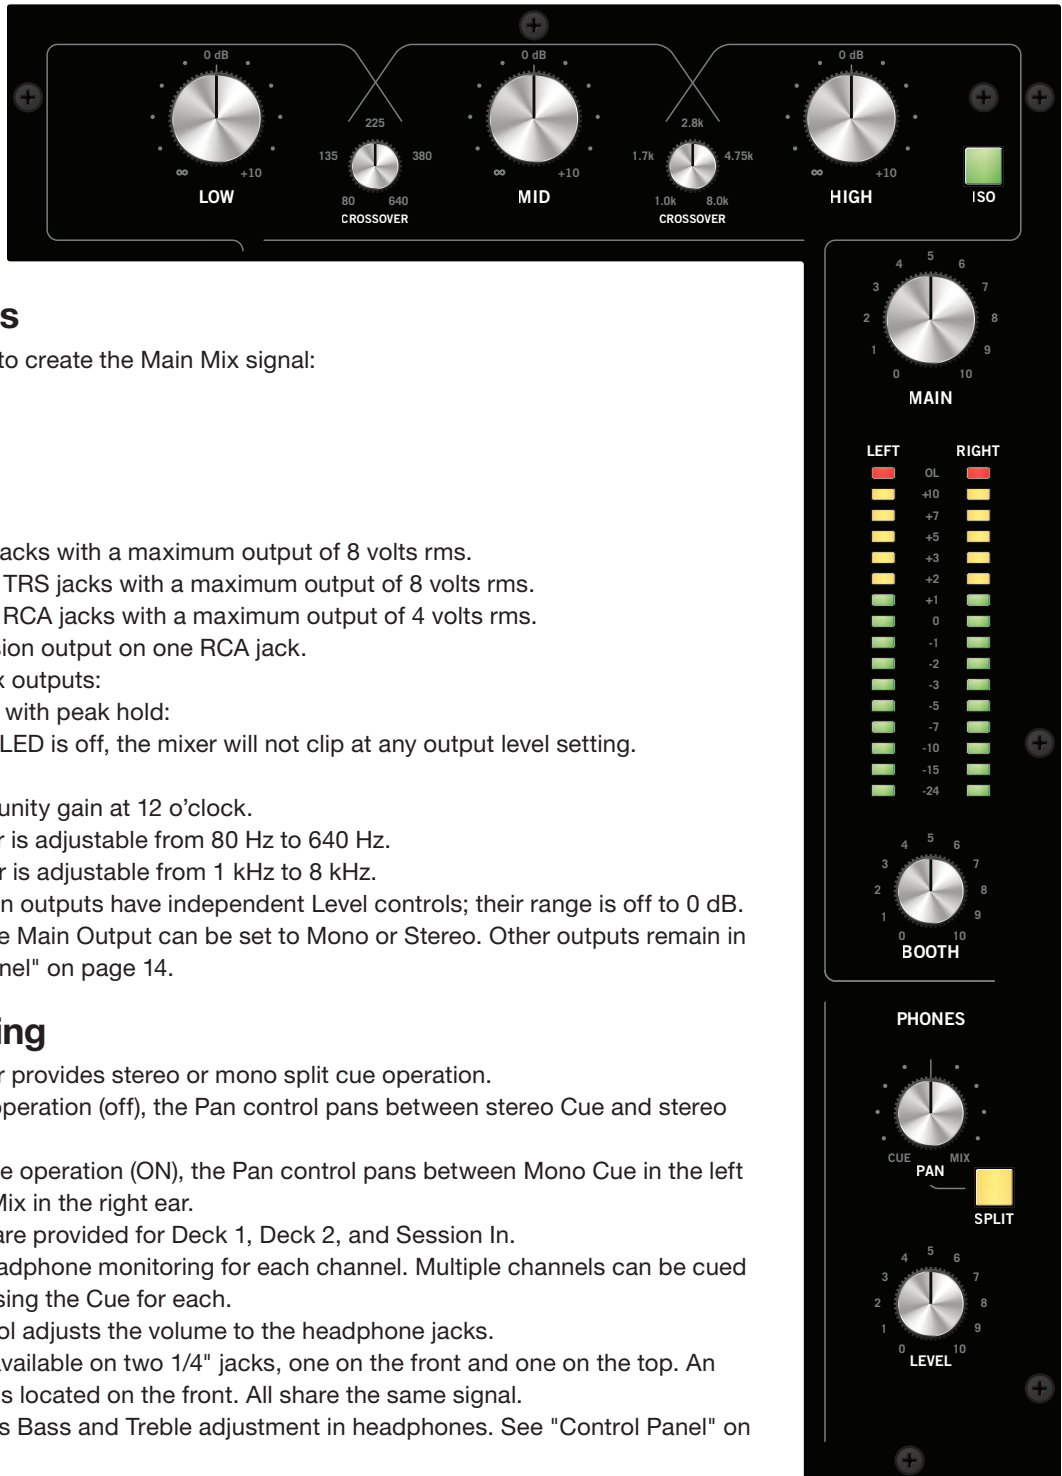 0 dB 0 dB 0 dB
225 2.8k
135 380 1.7k 4.75k
∞ +10 ∞ +10 ∞ +10
LOW MID HIGH ISO
80 640 1.0k 8.0k
CROSSOVER CROSSOVER
s
to create the Main Mix signal:
acks with a maximum output of 8 volts rms.
TRS jacks with a maximum output of 8 volts rms.
RCA jacks with a maximum output of 4 volts rms.
sion output on one RCA jack.
x outputs:
with peak hold:
LED is off, the mixer will not clip at any output level setting.
unity gain at 12 o'clock.
r is adjustable from 80 Hz to 640 Hz.
r is adjustable from 1 kHz to 8 kHz.
n outputs have independent Level controls; their range is off to 0 dB.
e Main Output can be set to Mono or Stereo. Other outputs remain in
nel" on page 14.
ing
r provides stereo or mono split cue operation.
operation (off), the Pan control pans between stereo Cue and stereo
e operation (ON), the Pan control pans between Mono Cue in the left
Mix in the right ear.
are provided for Deck 1, Deck 2, and Session In.
adphone monitoring for each channel. Multiple channels can be cued
sing the Cue for each.
ol adjusts the volume to the headphone jacks.
available on two 1/4" jacks, one on the front and one on the top. An
s located on the front. All share the same signal.
s Bass and Treble adjustment in headphones. See "Control Panel" on
5
4 6
3 7
2 8
1 9
0 10
MAIN
LEFT RIGHT
OL
+10
+7
+5
+3
+2
+1
0
-1
-2
-3
-5
-7
-10
-15
-24
5
4 6
3 7
2 8
1 9
0 10
BOOTH
PHONES
CUE MIX
PAN
SPLIT
5
4 6
3 7
2 8
1 9
0 10
LEVEL